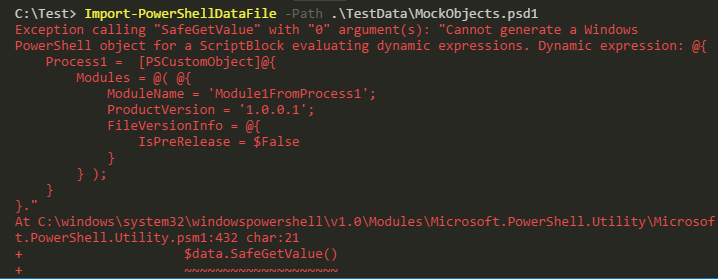 C:\Test> Import-PowerShellDataFile -Path .\TestData\MockObjects.psd1
Exception calling "SafeGetValue" with "0" argument(s): "Cannot generate a Windows
PowerShell object for a ScriptBlock evaluating dynamic expressions. Dynamic expression: @{
    Process1 =  [PSCustomObject]@{
        Modules = @( @{
            ModuleName = 'Module1FromProcess1';
            ProductVersion = '1.0.0.1';
            FileVersionInfo = @{
                IsPreRelease = $False
            }
        } );
    }
}."
At C:\windows\system32\windowspowershell\v1.0\Modules\Microsoft.PowerShell.Utility\Microsof
t.PowerShell.Utility.psm1:432 char:21
+                     $data.SafeGetValue()
+                     ~~~~~~~~~~~~~~~~~~~~